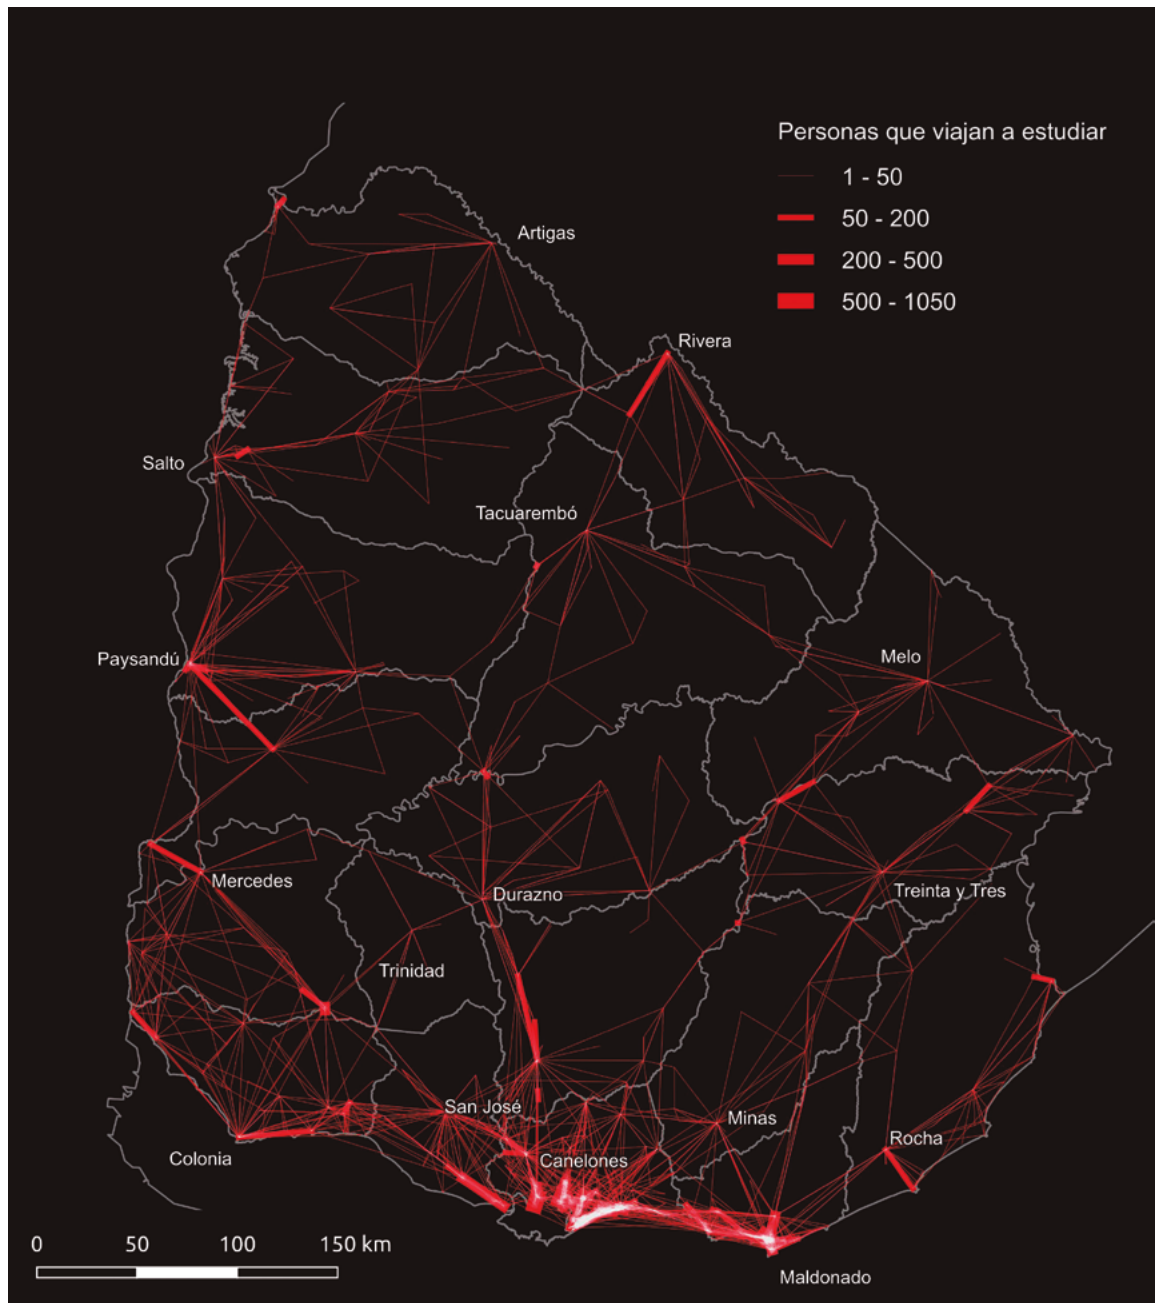 Personas que viajan a estudiar
1 - 50
50 - 200
200 - 500
500 - 1050
Artigas
Rivera
Salto
Tacuarembó
Paysandú
Melo
Mercedes
Durazno
Treinta y Tres
Trinidad
San José
Minas
Rocha
Colonia
Canelones
0 50 100 150 km
Maldonado